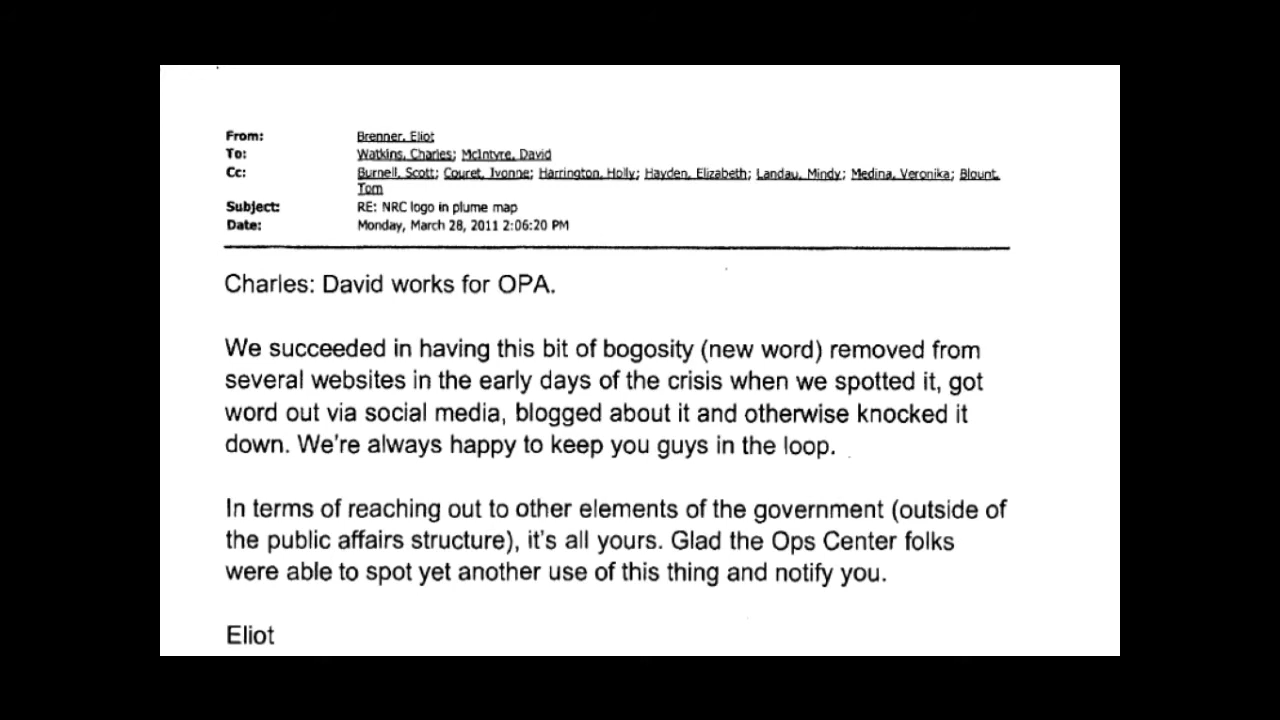 From: Brenner, Eliot
To: Watkins, Charles; McIntyre, David
Cc: Burnell, Scott; Couret, Ivonne; Harrington, Holly; Hayden, Elizabeth; Landau, Mindy; Medina, Veronika; Blount,
Tom
Subject: RE: NRC logo in plume map
Date: Monday, March 28, 2011 2:06:20 PM
Charles: David works for OPA.
We succeeded in having this bit of bogosity (new word) removed from
several websites in the early days of the crisis when we spotted it, got
word out via social media, blogged about it and otherwise knocked it
down. We're always happy to keep you guys in the loop.
In terms of reaching out to other elements of the government (outside of
the public affairs structure), it's all yours. Glad the Ops Center folks
were able to spot yet another use of this thing and notify you.
Eliot